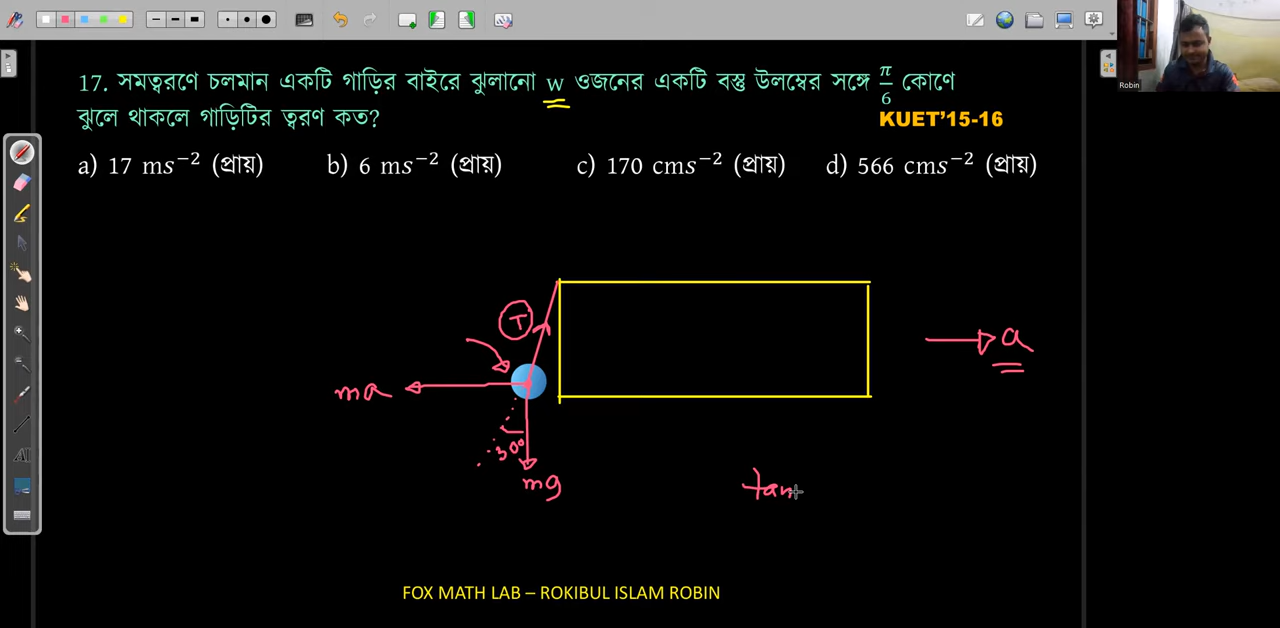 17. সমত্বরণে চলমান একটি গাড়ির বাইরে ঝুলানো w ওজনের একটি বস্তু উলম্বের সঙ্গে π/6 কোণে
ঝুলে থাকলে গাড়িটির ত্বরণ কত?
KUET'15-16
a) 17 ms⁻² (প্রায়) b) 6 ms⁻² (প্রায়) c) 170 cms⁻² (প্রায়) d) 566 cms⁻² (প্রায়)
T
a
ma
30°
mg
tan
FOX MATH LAB – ROKIBUL ISLAM ROBIN
Robin